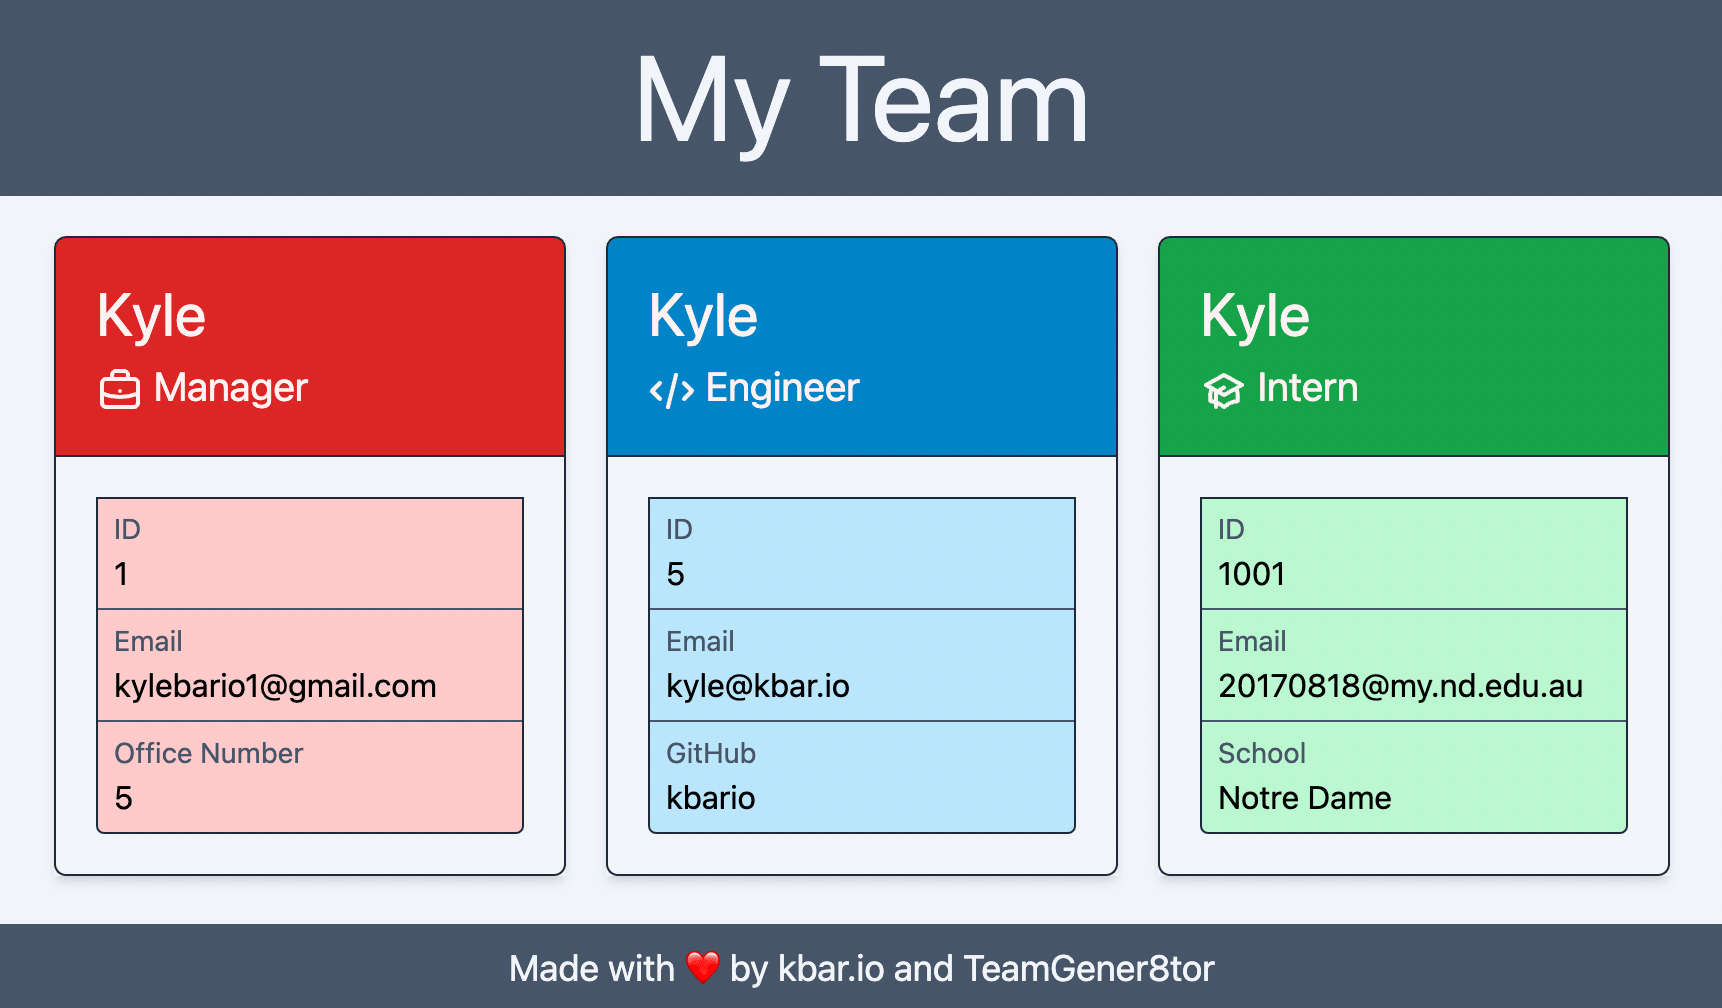 My Team
Kyle
Manager
ID
1
Email
kylebario1@gmail.com
Office Number
5
Kyle
Engineer
ID
5
Email
kyle@kbar.io
GitHub
kbario
Kyle
Intern
ID
1001
Email
20170818@my.nd.edu.au
School
Notre Dame
Made with ❤️ by kbar.io and TeamGener8tor